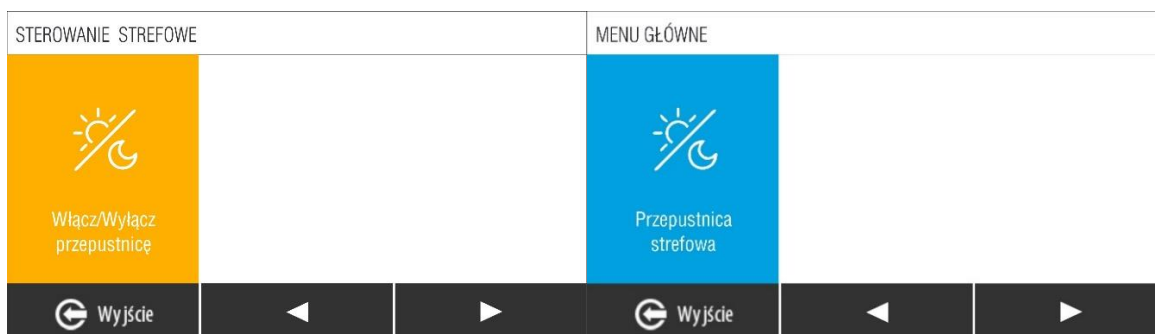 STEROWANIE STREFOWE
Włącz/Wyłącz
przepustnicę
Wyjście
MENU GŁÓWNE
Przepustnica
strefowa
Wyjście